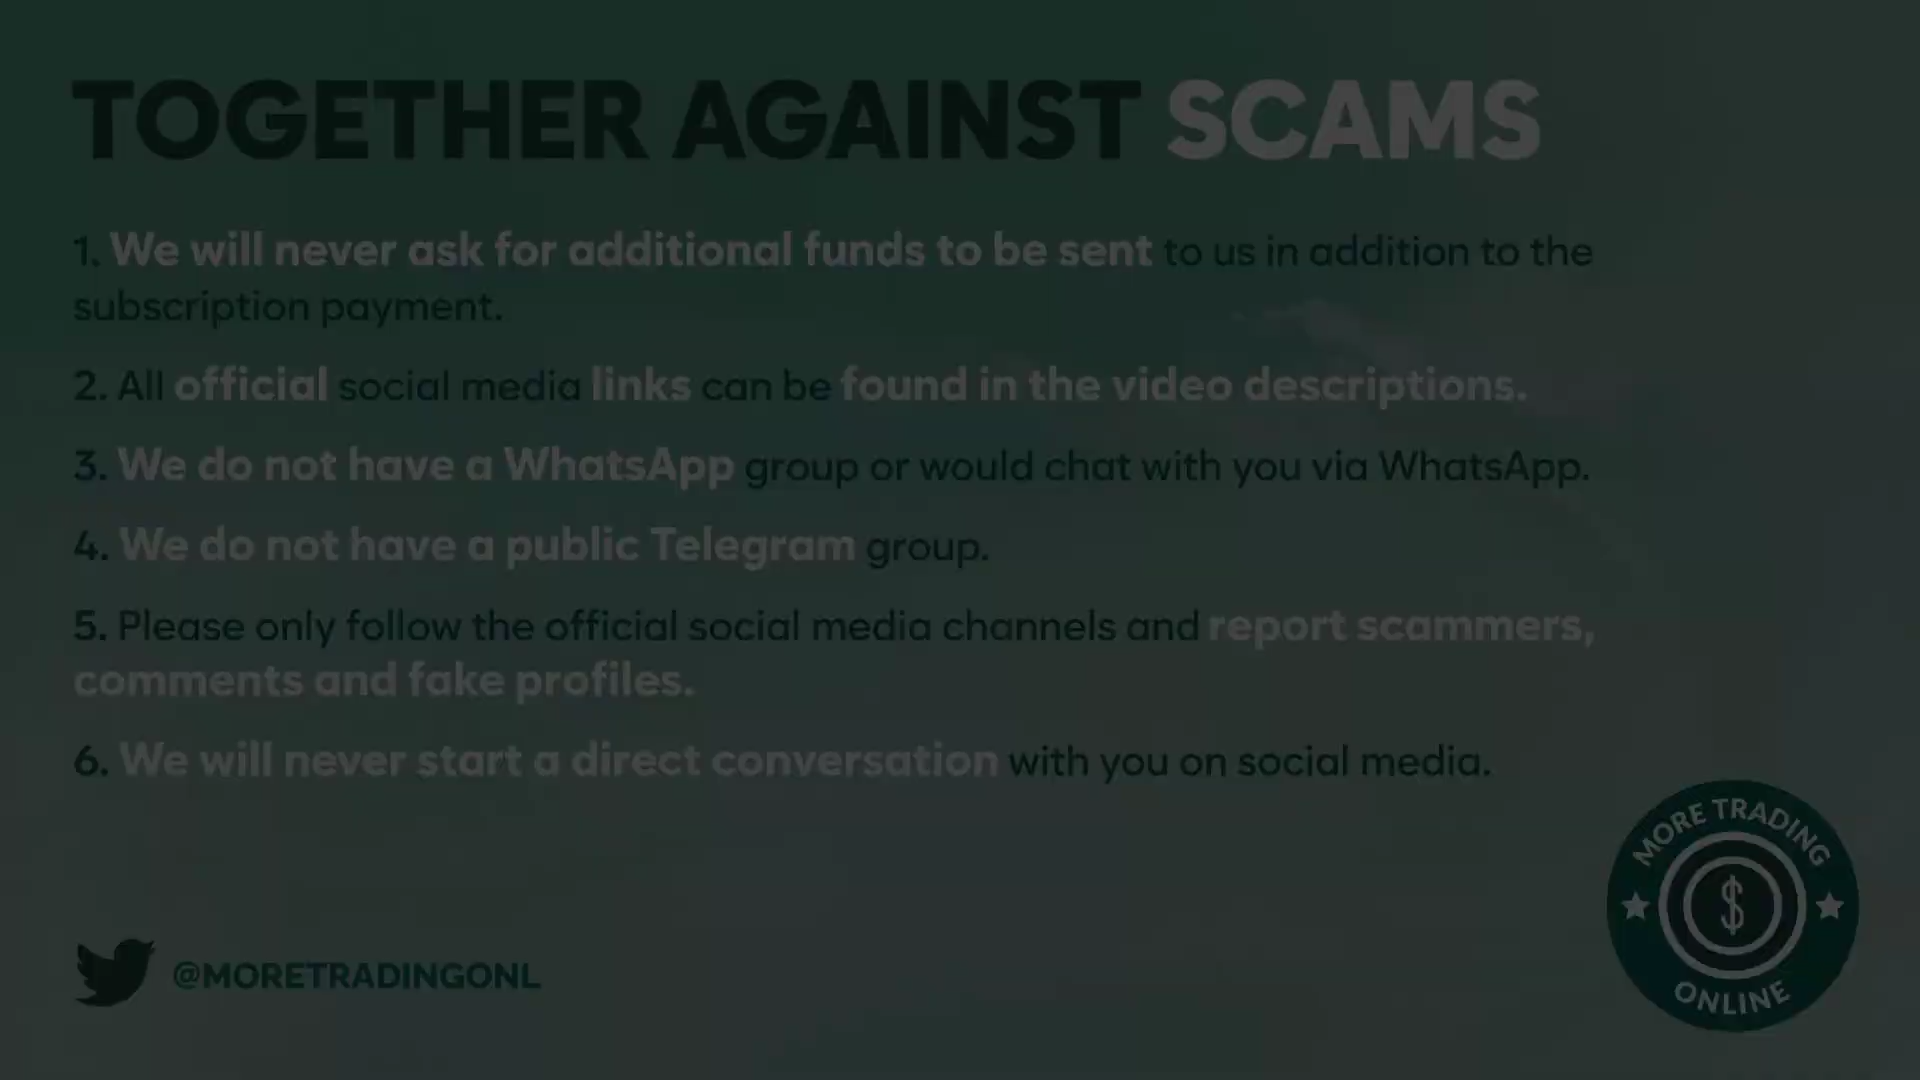 TOGETHER AGAINST SCAMS
1. We will never ask for additional funds to be sent to us in addition to the
subscription payment.
2. All official social media links can be found in the video descriptions.
3. We do not have a WhatsApp group or would chat with you via WhatsApp.
4. We do not have a public Telegram group.
5. Please only follow the official social media channels and report scammers,
comments and fake profiles.
6. We will never start a direct conversation with you on social media.
MORE TRADING
$
ONLINE
@MORETRADINGONL